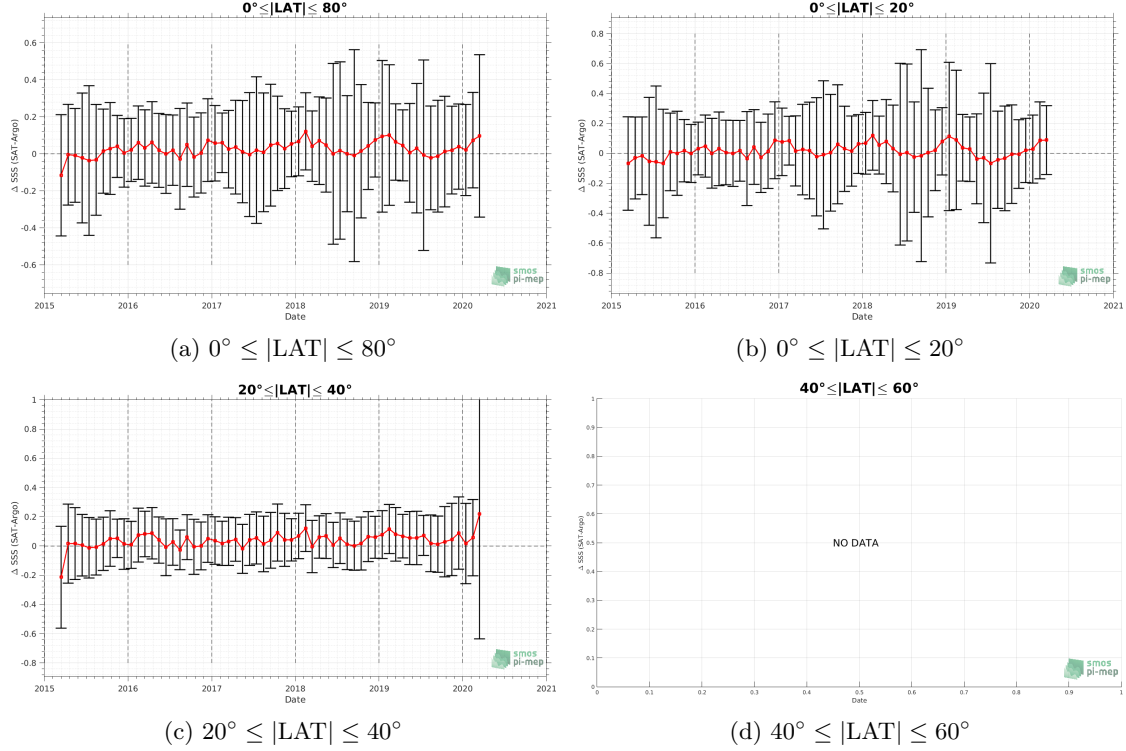 0°≤|LAT|≤ 80°
0.6
0.4
0.2
0
-0.2
-0.4
-0.6
Δ SSS (SAT-Argo)
2015 2016 2017 2018 2019 2020 2021
Date
smos
pi-mep
(a) 0° ≤ |LAT| ≤ 80°
0°≤|LAT|≤ 20°
0.8
0.6
0.4
0.2
0
-0.2
-0.4
-0.6
-0.8
Δ SSS (SAT-Argo)
2015 2016 2017 2018 2019 2020 2021
Date
smos
pi-mep
(b) 0° ≤ |LAT| ≤ 20°
20°≤|LAT|≤ 40°
1
0.8
0.6
0.4
0.2
0
-0.2
-0.4
-0.6
-0.8
Δ SSS (SAT-Argo)
2015 2016 2017 2018 2019 2020 2021
Date
smos
pi-mep
(c) 20° ≤ |LAT| ≤ 40°
40°≤|LAT|≤ 60°
1
0.9
0.8
0.7
0.6
0.5
0.4
0.3
0.2
0.1
0
Δ SSS (SAT-Argo)
NO DATA
0 0.1 0.2 0.3 0.4 0.5 0.6 0.7 0.8 0.9 1
Date
smos
pi-mep
(d) 40° ≤ |LAT| ≤ 60°